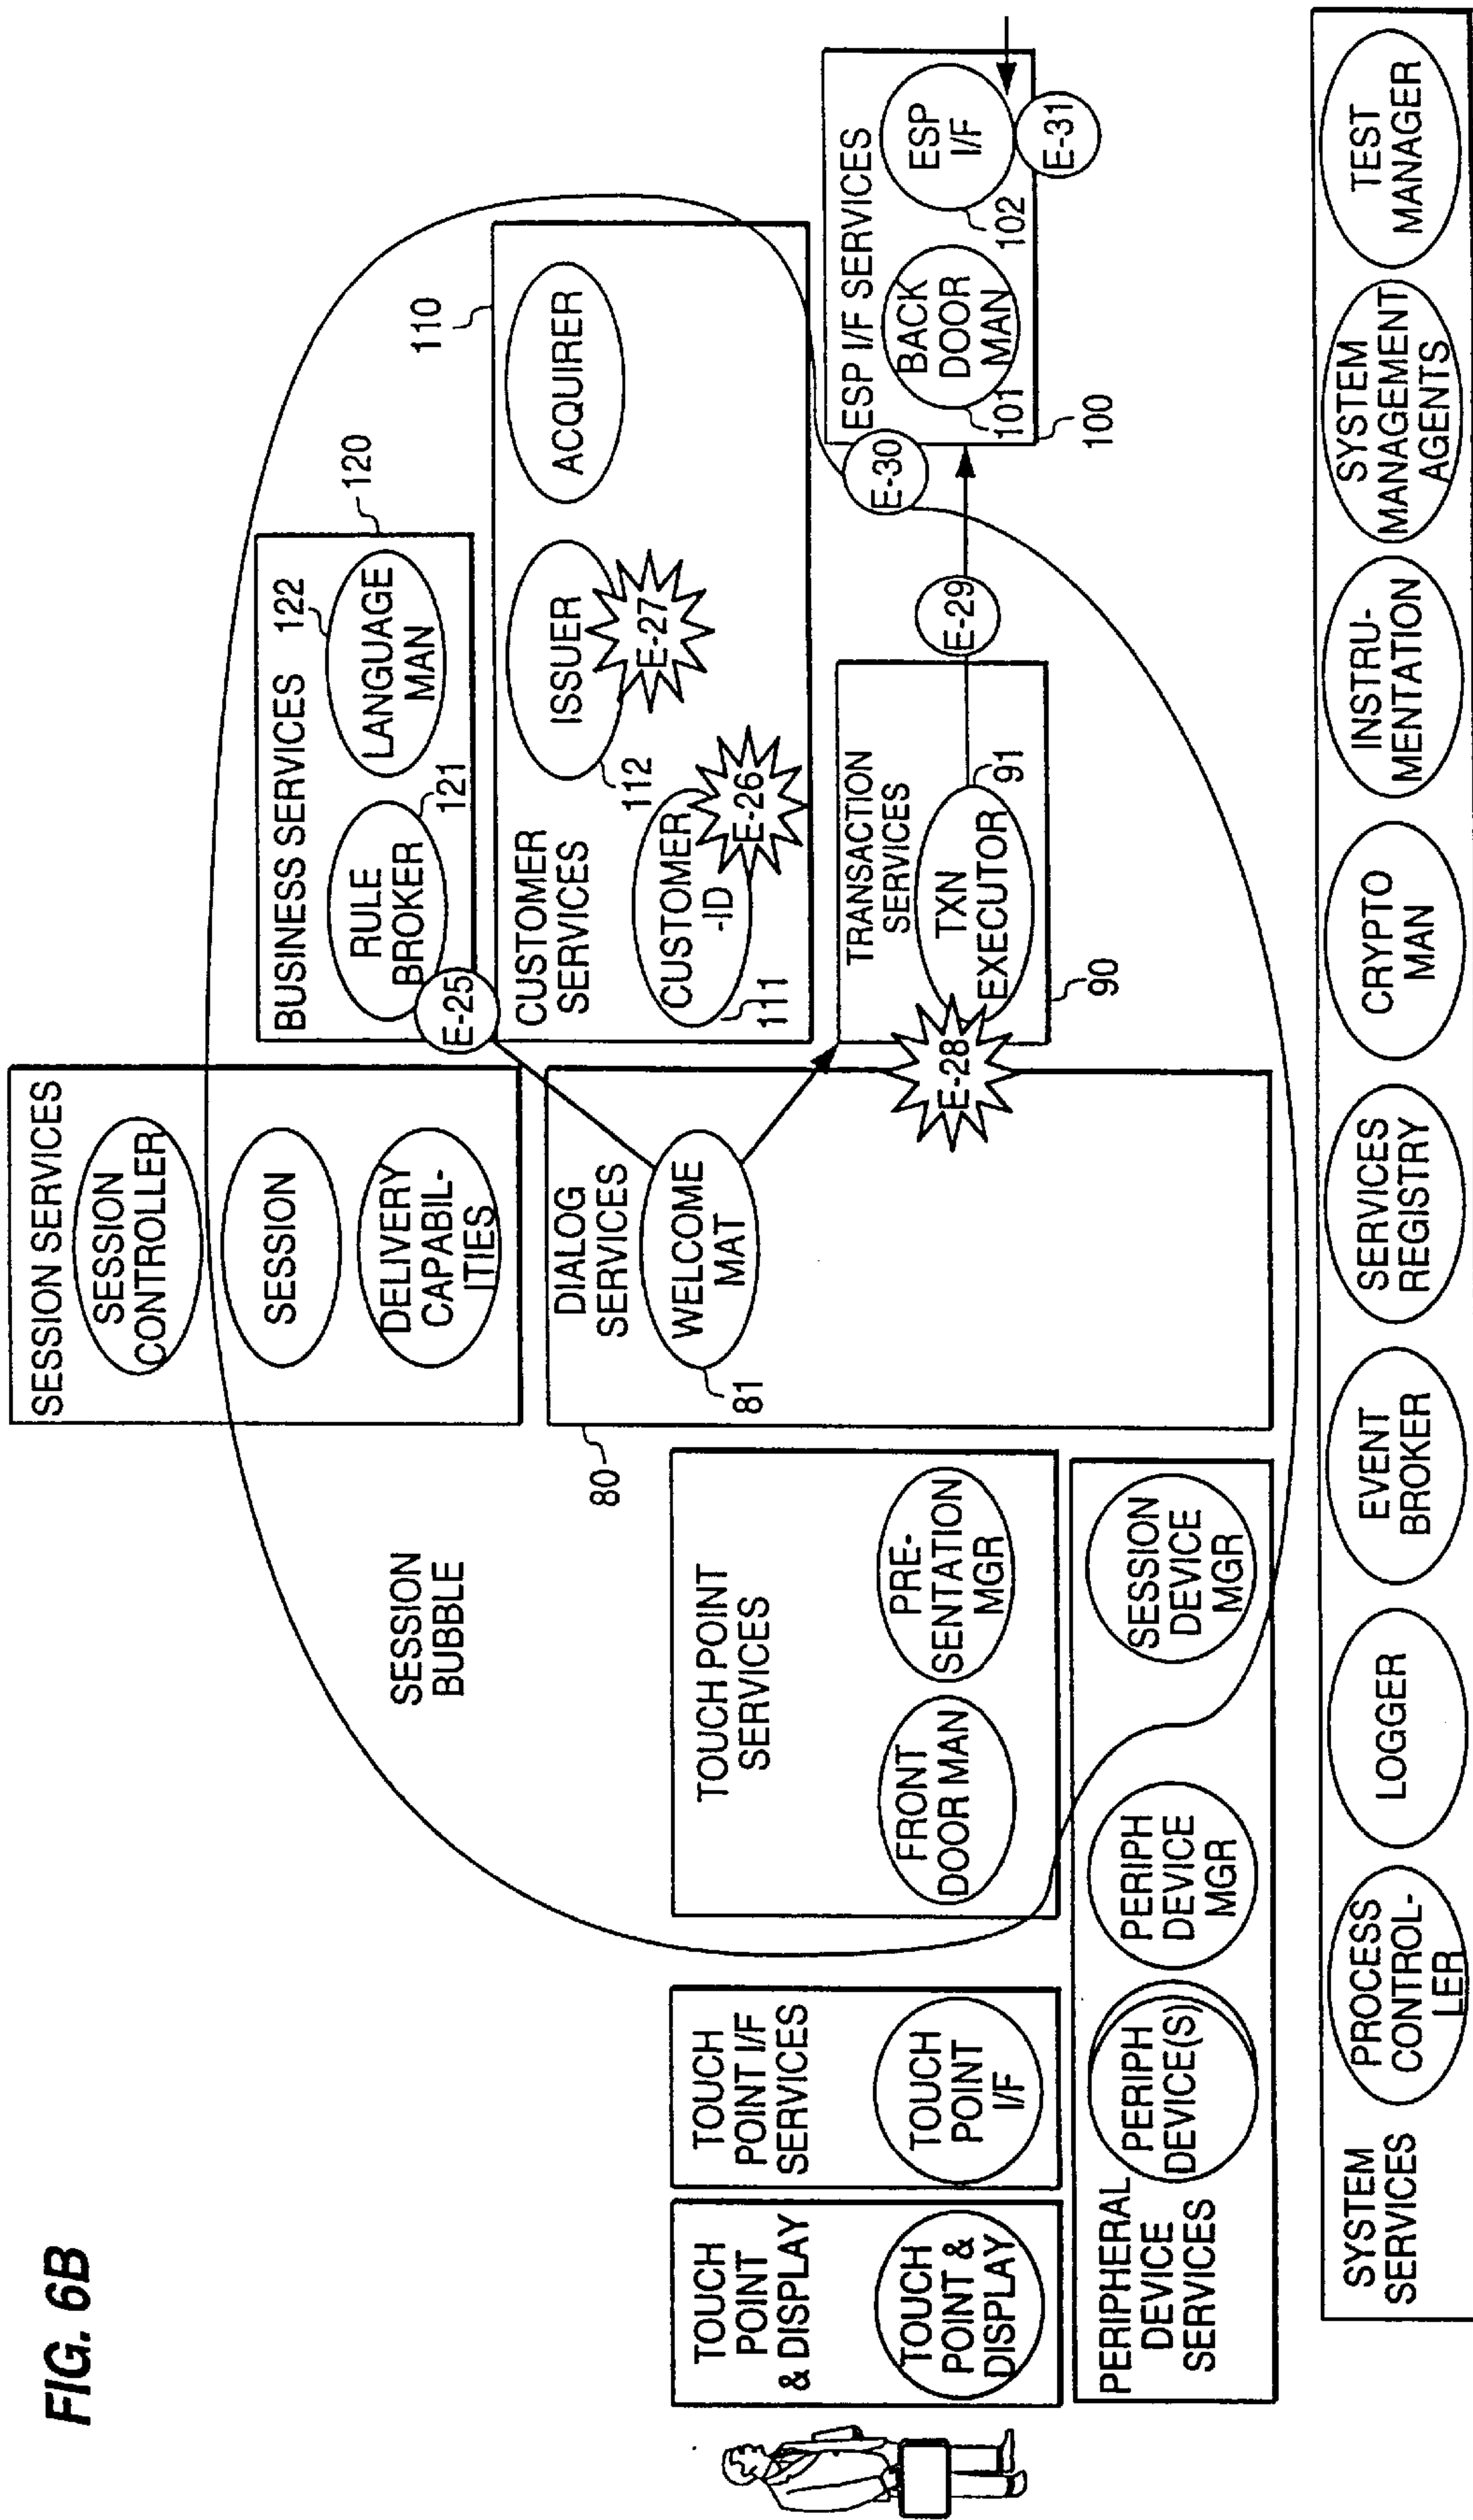 FIG. 6B
SESSION SERVICES
SESSION
CONTROLLER
SESSION
DELIVERY
CAPABIL-
ITIES
SESSION
BUBBLE
BUSINESS SERVICES
122
120
RULE
BROKER
121
LANGUAGE
MAN
E-25
110
CUSTOMER
SERVICES
ISSUER
112
E-27
ACQUIRER
CUSTOMER
-ID
111
E-26
80
DIALOG
SERVICES
WELCOME
MAT
81
TRANSACTION
SERVICES
TXN
EXECUTOR
91
90
E-28
E-29
E-30
ESP I/F SERVICES
BACK
DOOR
MAN
101
ESP
I/F
102
E-31
100
TOUCH
POINT
& DISPLAY
TOUCH
POINT &
DISPLAY
TOUCH
POINT I/F
SERVICES
TOUCH
POINT
I/F
TOUCH POINT
SERVICES
FRONT
DOOR MAN
PRE-
SENTATION
MGR
PERIPHERAL
DEVICE
SERVICES
PERIPH
DEVICE(S)
PERIPH
DEVICE
MGR
SESSION
DEVICE
MGR
SYSTEM
SERVICES
PROCESS
CONTROL-
LER
LOGGER
EVENT
BROKER
SERVICES
REGISTRY
CRYPTO
MAN
INSTRU-
MENTATION
SYSTEM
MANAGEMENT
AGENTS
TEST
MANAGER